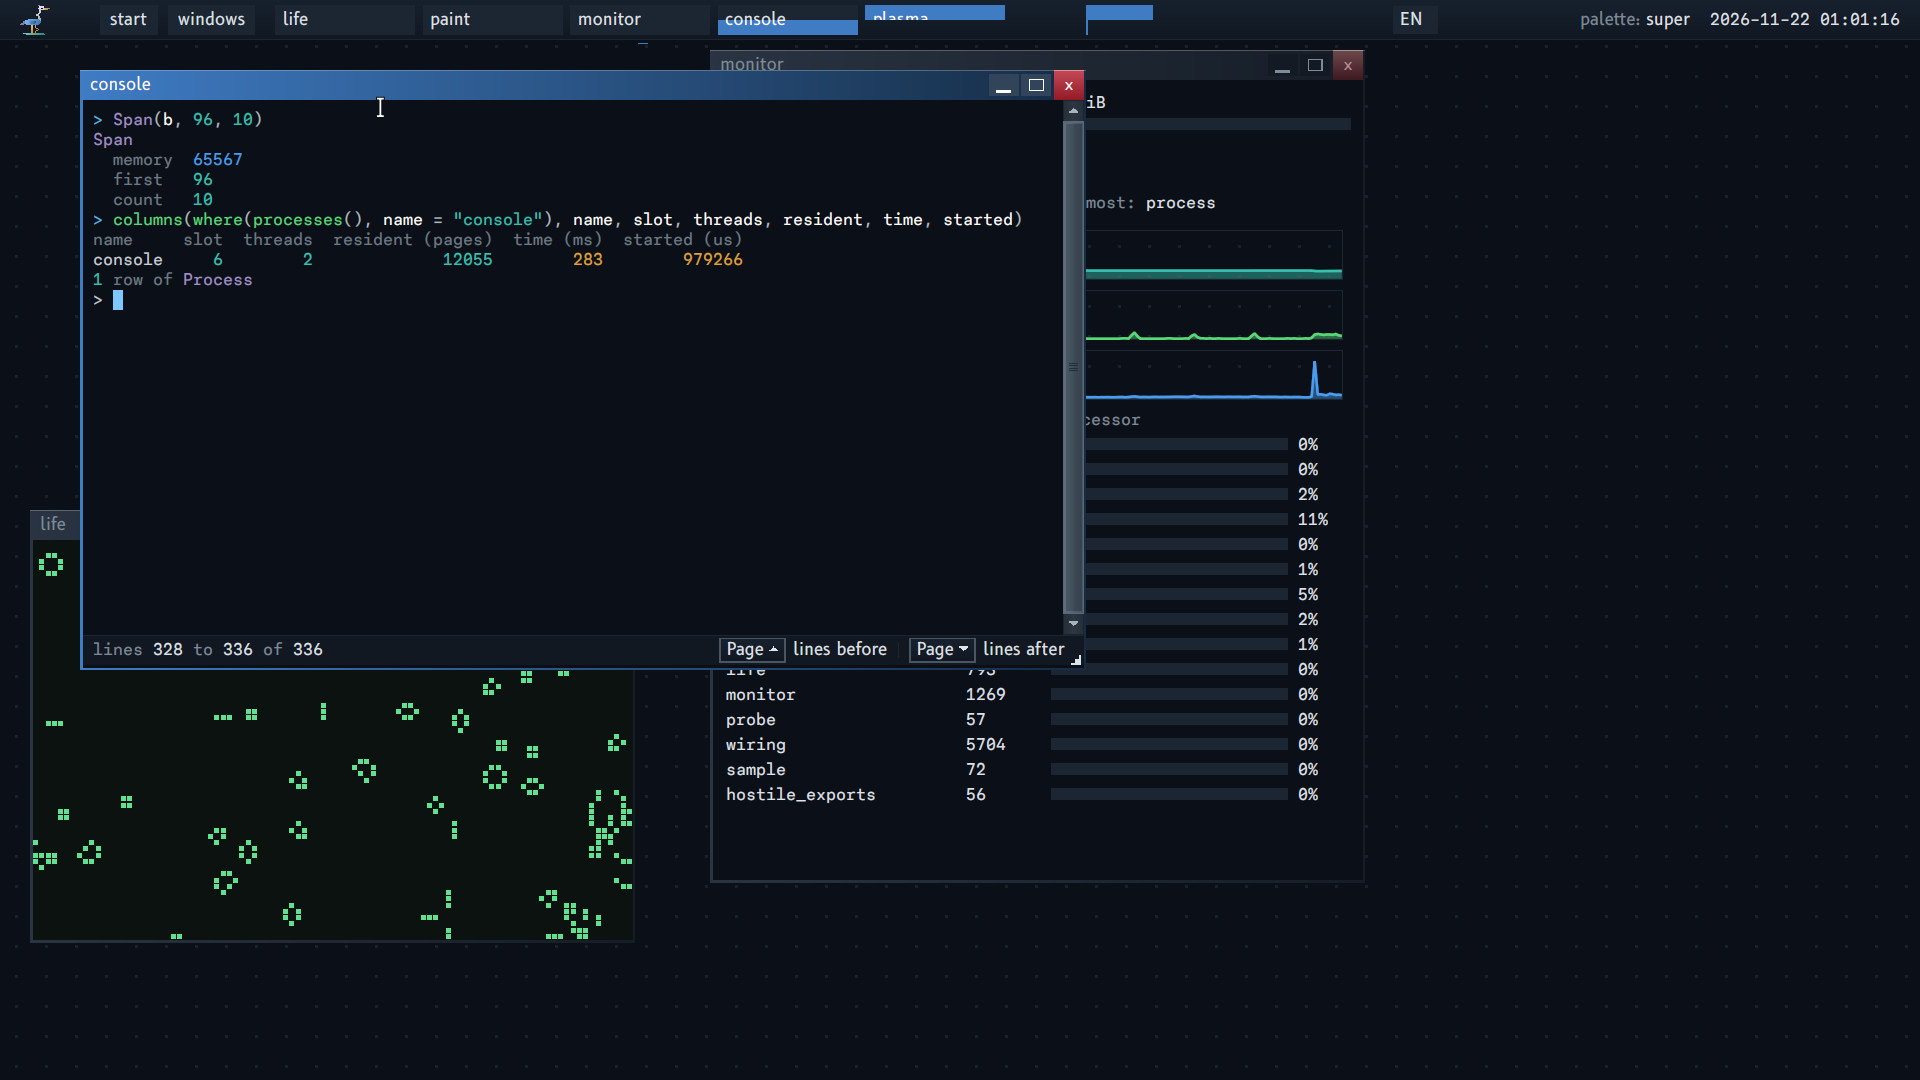 start windows life paint monitor console plasma EN palette: super 2026-11-22 01:01:16
monitor x
console x
iB
> Span(b, 96, 10)
Span
memory 65567
first 96
count 10
most: process
> columns(where(processes(), name = "console"), name, slot, threads, resident, time, started)
name slot threads resident (pages) time (ms) started (us)
console 6 2 12055 283 979266
1 row of Process
>
cessor
0%
0%
2%
11%
0%
1%
5%
2%
1%
life
lines 328 to 336 of 336 Page lines before Page lines after
life 793 0%
monitor 1269 0%
probe 57 0%
wiring 5704 0%
sample 72 0%
hostile_exports 56 0%